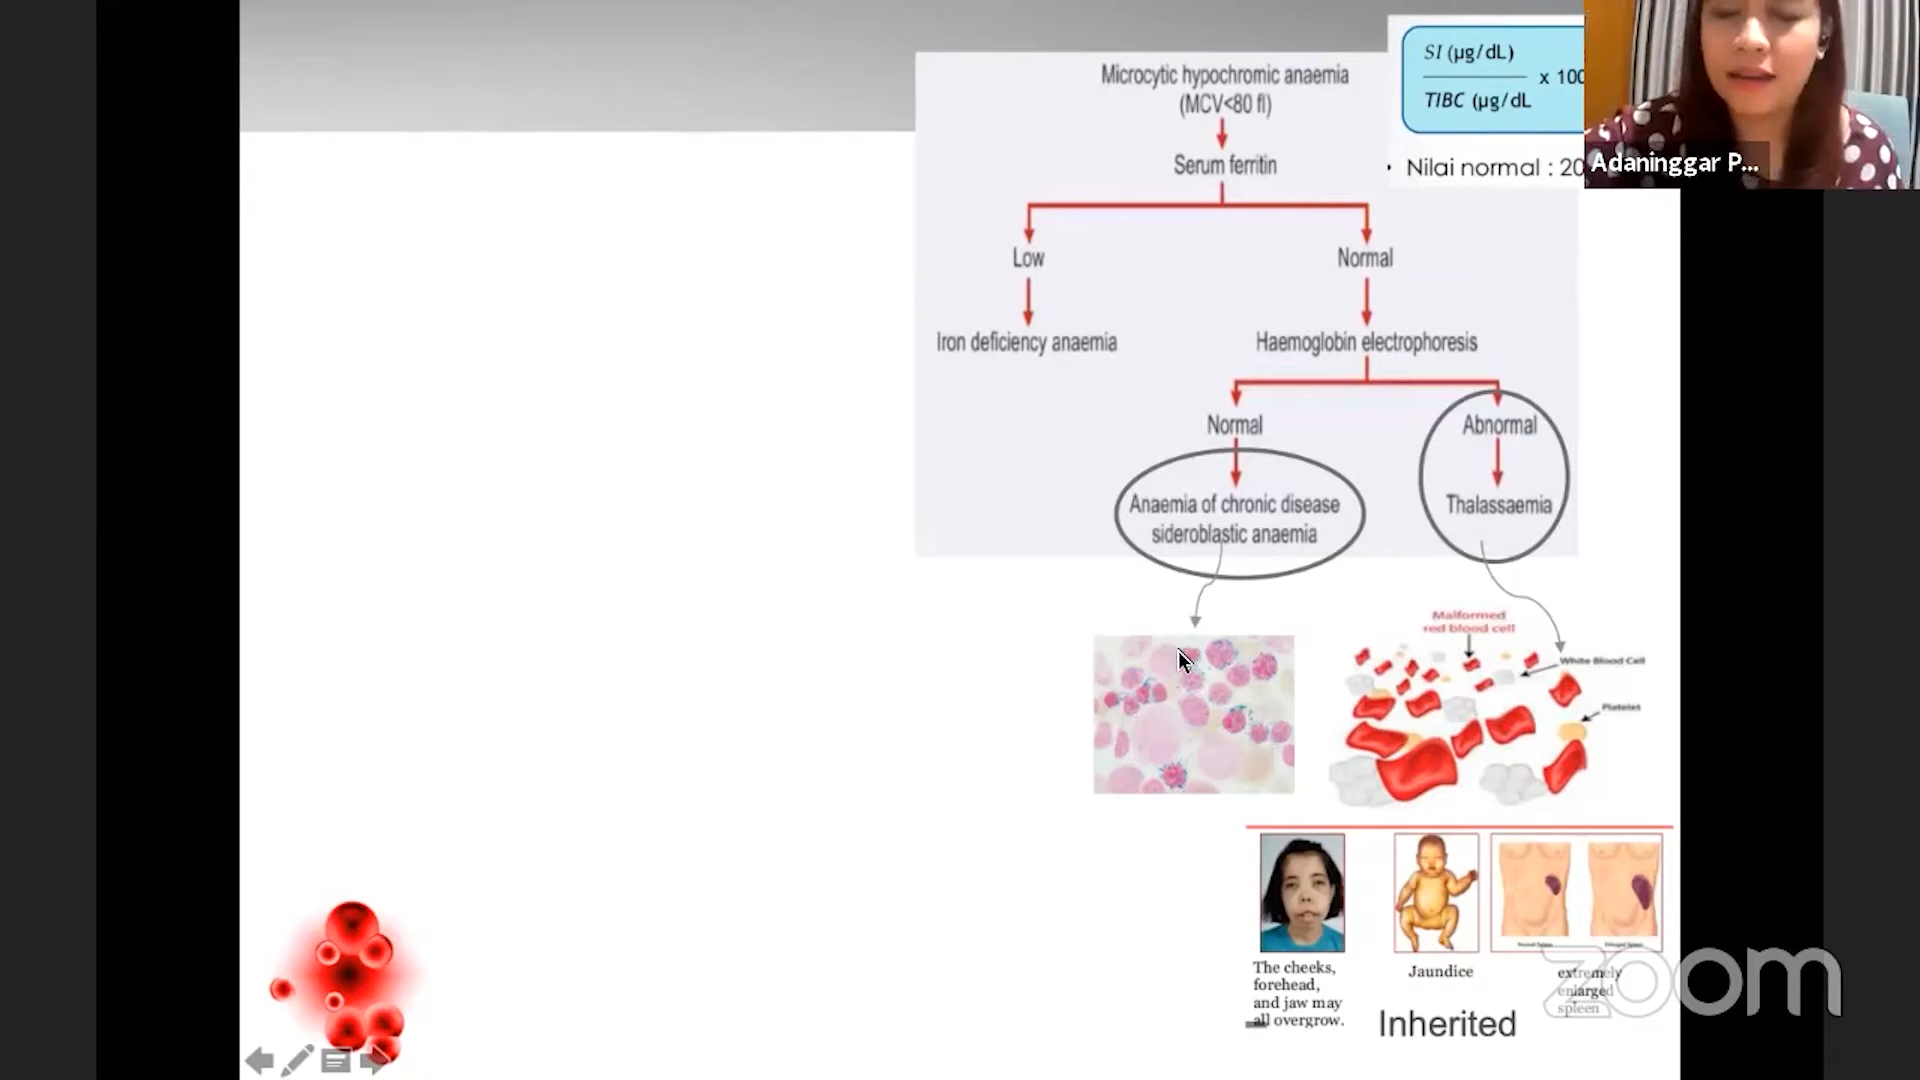 Microcytic hypochromic anaemia
(MCV<80 fl)
Serum ferritin
Low
Normal
Iron deficiency anaemia
Haemoglobin electrophoresis
Normal
Abnormal
Anaemia of chronic disease
sideroblastic anaemia
Thalassaemia
SI (µg/dL)
x 100
TIBC (µg/dL
• Nilai normal : 20
Adaninggar P...
Malformed
red blood cell
White Blood Cell
Platelet
The cheeks,
forehead,
and jaw may
all overgrow.
Jaundice
extremely
enlarged
spleen
Inherited
zoom